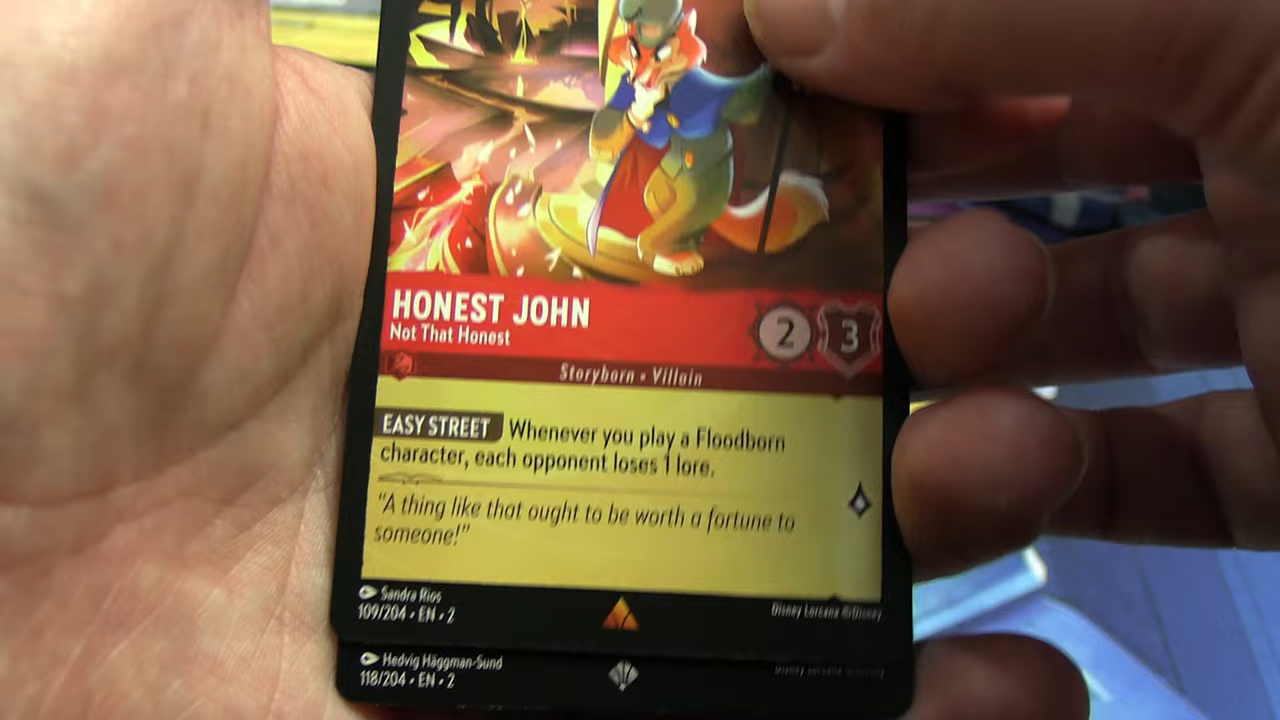 HONEST JOHN
Not That Honest
2 3
Storyborn • Villain
EASY STREET Whenever you play a Floodborn
character, each opponent loses 1 lore.
"A thing like that ought to be worth a fortune to
someone!"
Sandra Rios
109/204 • EN • 2
Disney Lorcana ©Disney
Hedvig Häggman-Sund
118/204 • EN • 2